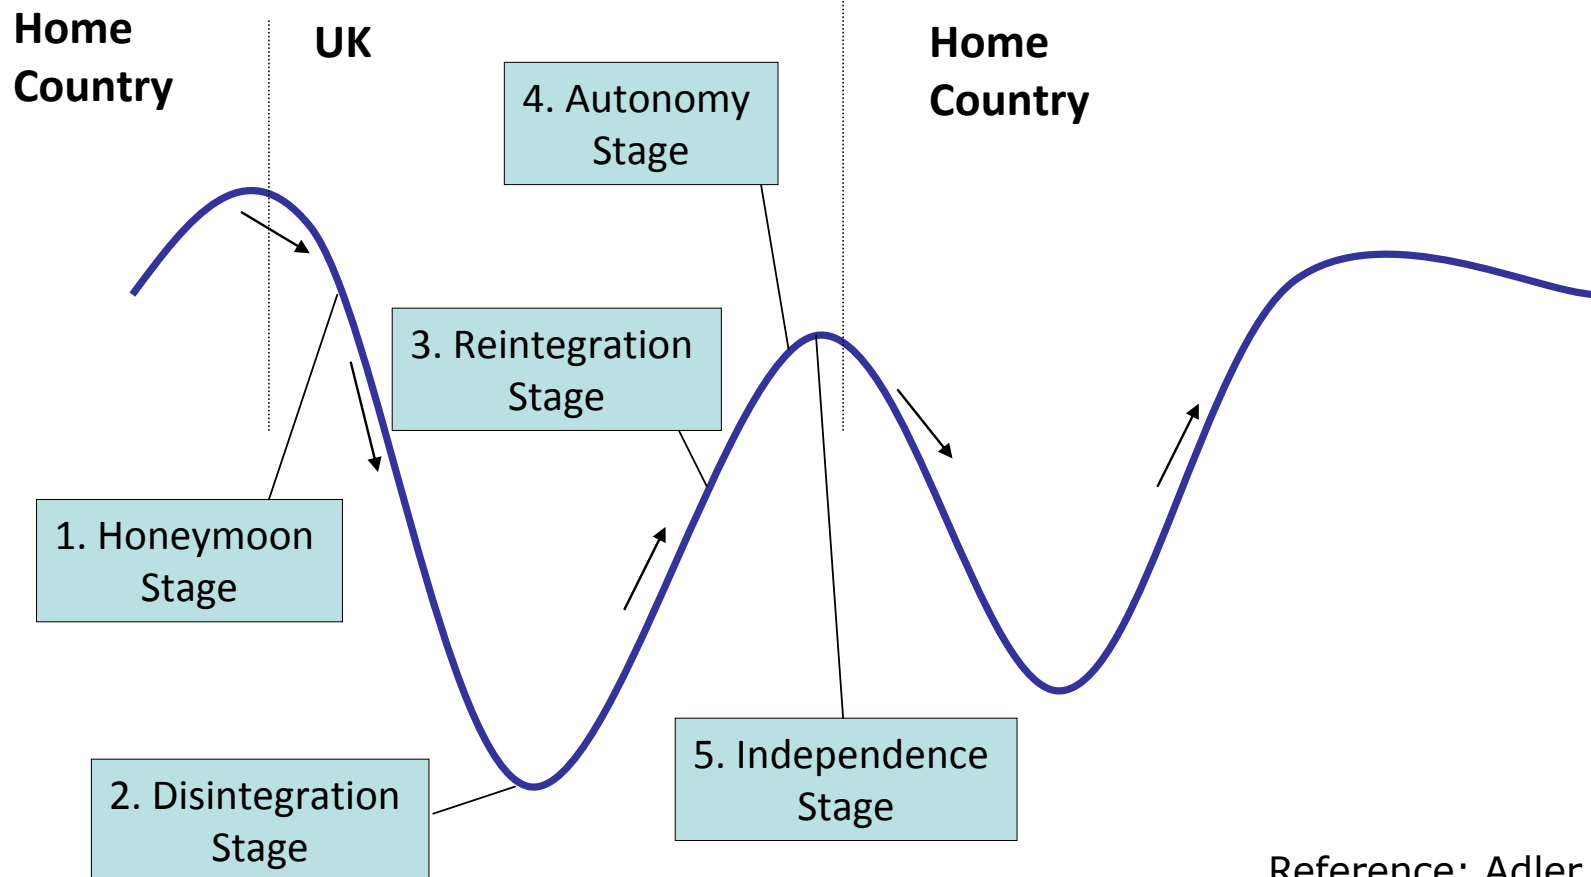 Home
Country
UK
Home
Country
4. Autonomy
Stage
3. Reintegration
Stage
1. Honeymoon
Stage
5. Independence
Stage
2. Disintegration
Stage
Reference: Adler